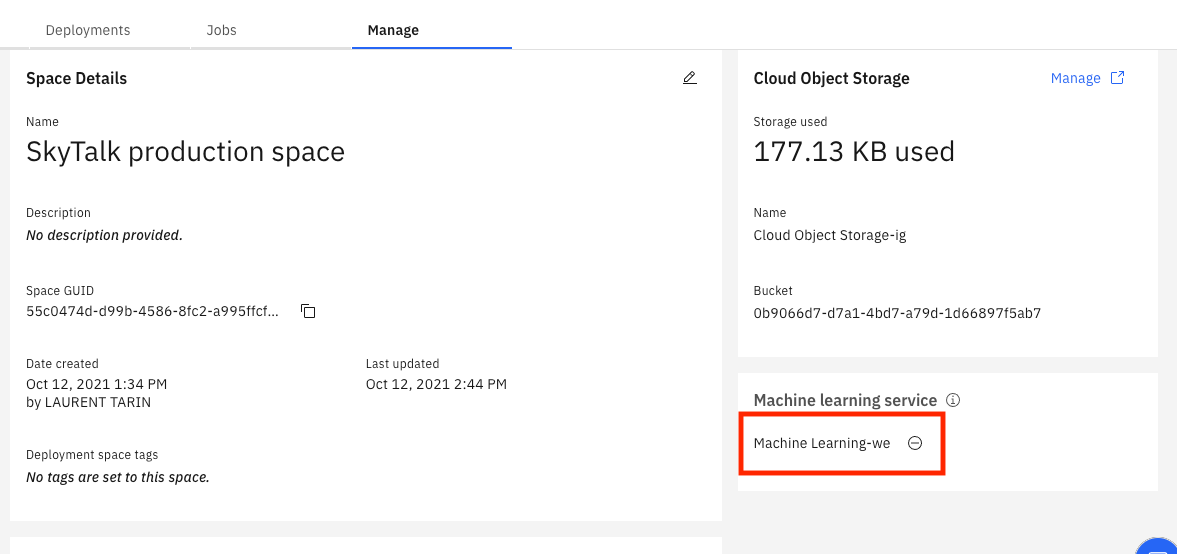 Deployments
Jobs
Manage
Space Details
Name
SkyTalk production space
Description
No description provided.
Space GUID
55c0474d-d99b-4586-8fc2-a995ffcf...
Date created
Oct 12, 2021 1:34 PM
by LAURENT TARIN
Last updated
Oct 12, 2021 2:44 PM
Deployment space tags
No tags are set to this space.
Cloud Object Storage
Manage
Storage used
177.13 KB used
Name
Cloud Object Storage-ig
Bucket
0b9066d7-d7a1-4bd7-a79d-1d66897f5ab7
Machine learning service
Machine Learning-we